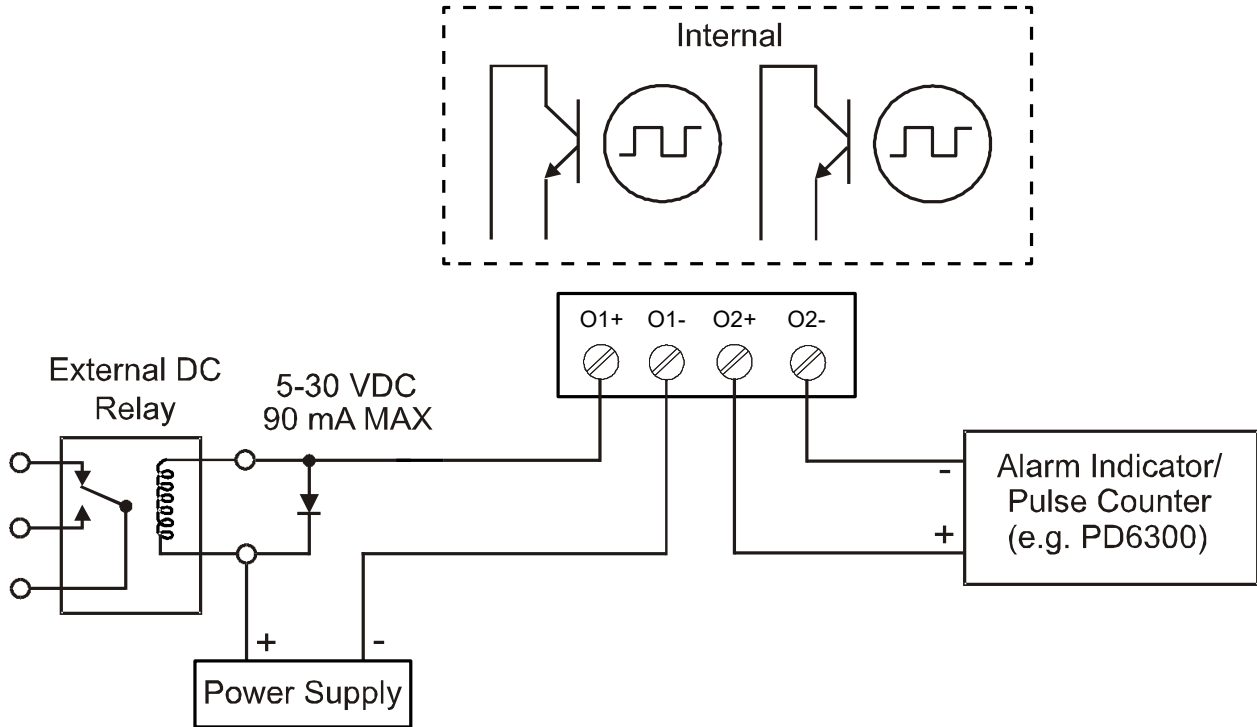 Internal
O1+ O1- O2+ O2-
External DC
Relay
5-30 VDC
90 mA MAX
Alarm Indicator/
Pulse Counter
(e.g. PD6300)
-
+
+ -
Power Supply